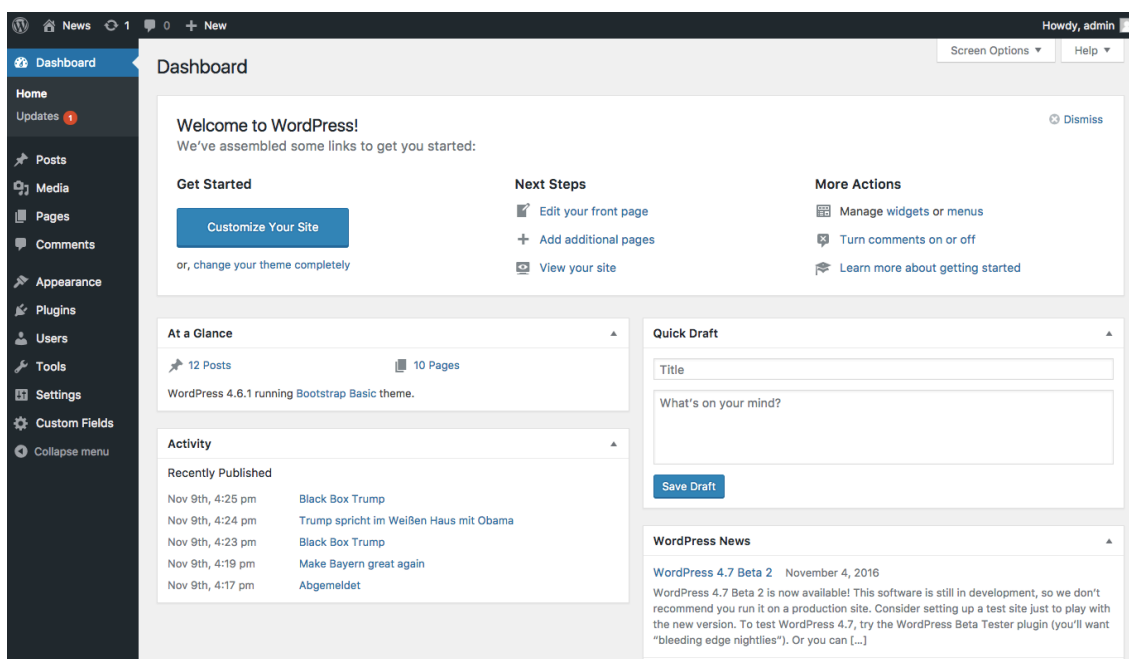 News 1 0 New Howdy, admin
Screen Options Help
Dashboard
Home
Updates 1
Posts
Media
Pages
Comments
Appearance
Plugins
Users
Tools
Settings
Custom Fields
Collapse menu
Dashboard
Welcome to WordPress!
We've assembled some links to get you started:
Dismiss
Get Started
Customize Your Site
or, change your theme completely
Next Steps
Edit your front page
Add additional pages
View your site
More Actions
Manage widgets or menus
Turn comments on or off
Learn more about getting started
At a Glance
12 Posts 10 Pages
WordPress 4.6.1 running Bootstrap Basic theme.
Activity
Recently Published
Nov 9th, 4:25 pm Black Box Trump
Nov 9th, 4:24 pm Trump spricht im Weißen Haus mit Obama
Nov 9th, 4:23 pm Black Box Trump
Nov 9th, 4:19 pm Make Bayern great again
Nov 9th, 4:17 pm Abgemeldet
Quick Draft
Title
What's on your mind?
Save Draft
WordPress News
WordPress 4.7 Beta 2 November 4, 2016
WordPress 4.7 Beta 2 is now available! This software is still in development, so we don't
recommend you run it on a production site. Consider setting up a test site just to play with
the new version. To test WordPress 4.7, try the WordPress Beta Tester plugin (you'll want
"bleeding edge nightlies"). Or you can [...]